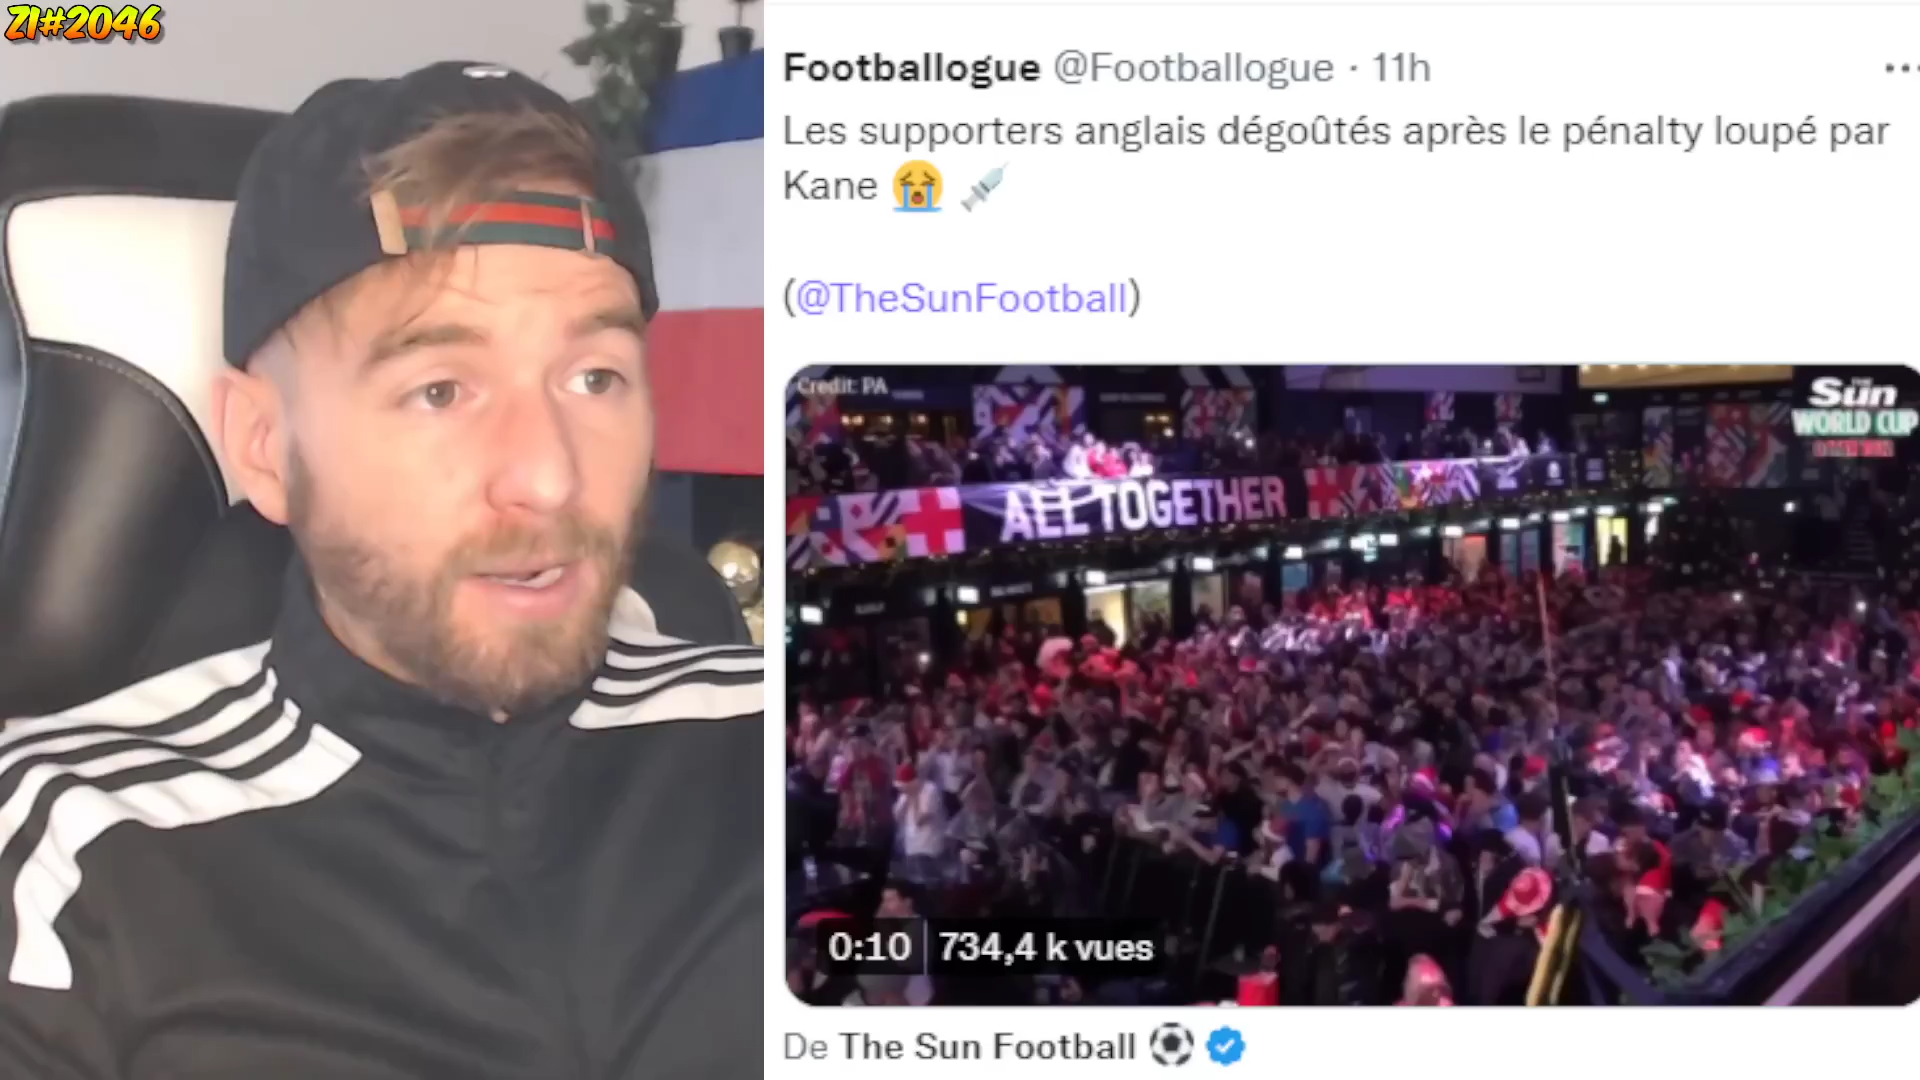 ZI#2046
Footballogue @Footballogue · 11h
Les supporters anglais dégoûtés après le pénalty loupé par
Kane 😭 💉
(@TheSunFootball)
Credit: PA
THE
Sun
WORLD CUP
ALL TOGETHER
0:10 734,4 k vues
De The Sun Football ⚽